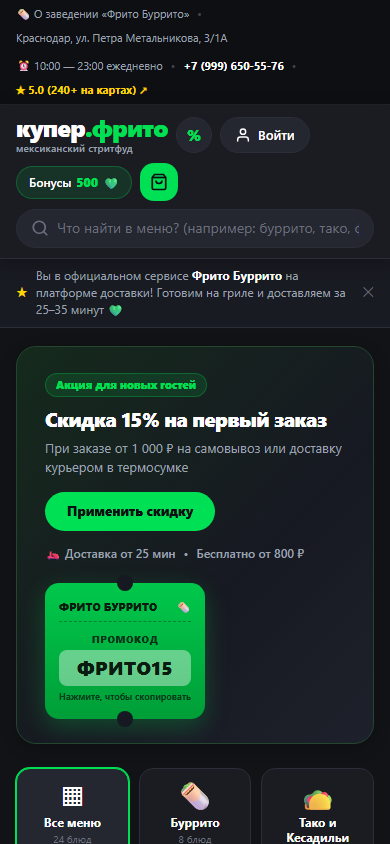 О заведении «Фрито Буррито» •
Краснодар, ул. Петра Метальникова, 3/1А
10:00 — 23:00 ежедневно • +7 (999) 650-55-76 •
★ 5.0 (240+ на картах) ↗
купер.фрито
мексиканский стритфуд
%
Войти
Бонусы 500
Что найти в меню? (например: буррито, тако, с
★ Вы в официальном сервисе Фрито Буррито на
платформе доставки! Готовим на гриле и доставляем за
25–35 минут
Акция для новых гостей
Скидка 15% на первый заказ
При заказе от 1 000 ₽ на самовывоз или доставку
курьером в термосумке
Применить скидку
Доставка от 25 мин • Бесплатно от 800 ₽
ФРИТО БУРРИТО
ПРОМОКОД
ФРИТО15
Нажмите, чтобы скопировать
Все меню
24 блюд
Буррито
8 блюд
Тако и
Кесадильи